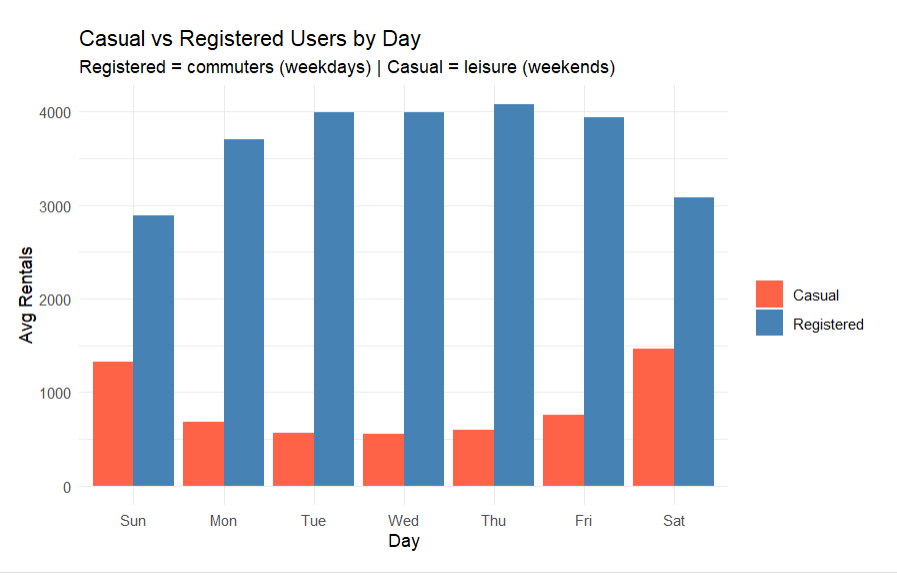 Casual vs Registered Users by Day
Registered = commuters (weekdays) | Casual = leisure (weekends)
Avg Rentals
4000
3000
2000
1000
0
Sun Mon Tue Wed Thu Fri Sat
Day
Casual
Registered